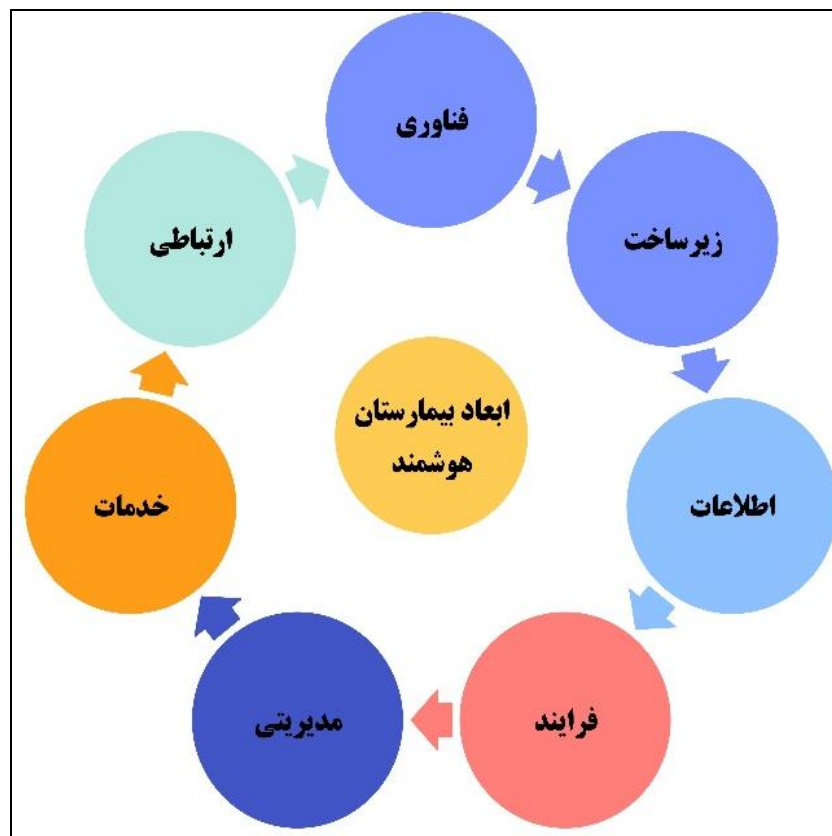 فناوری
زیرساخت
اطلاعات
فرایند
مدیریتی
خدمات
ارتباطی
ابعاد بیمارستان
هوشمند